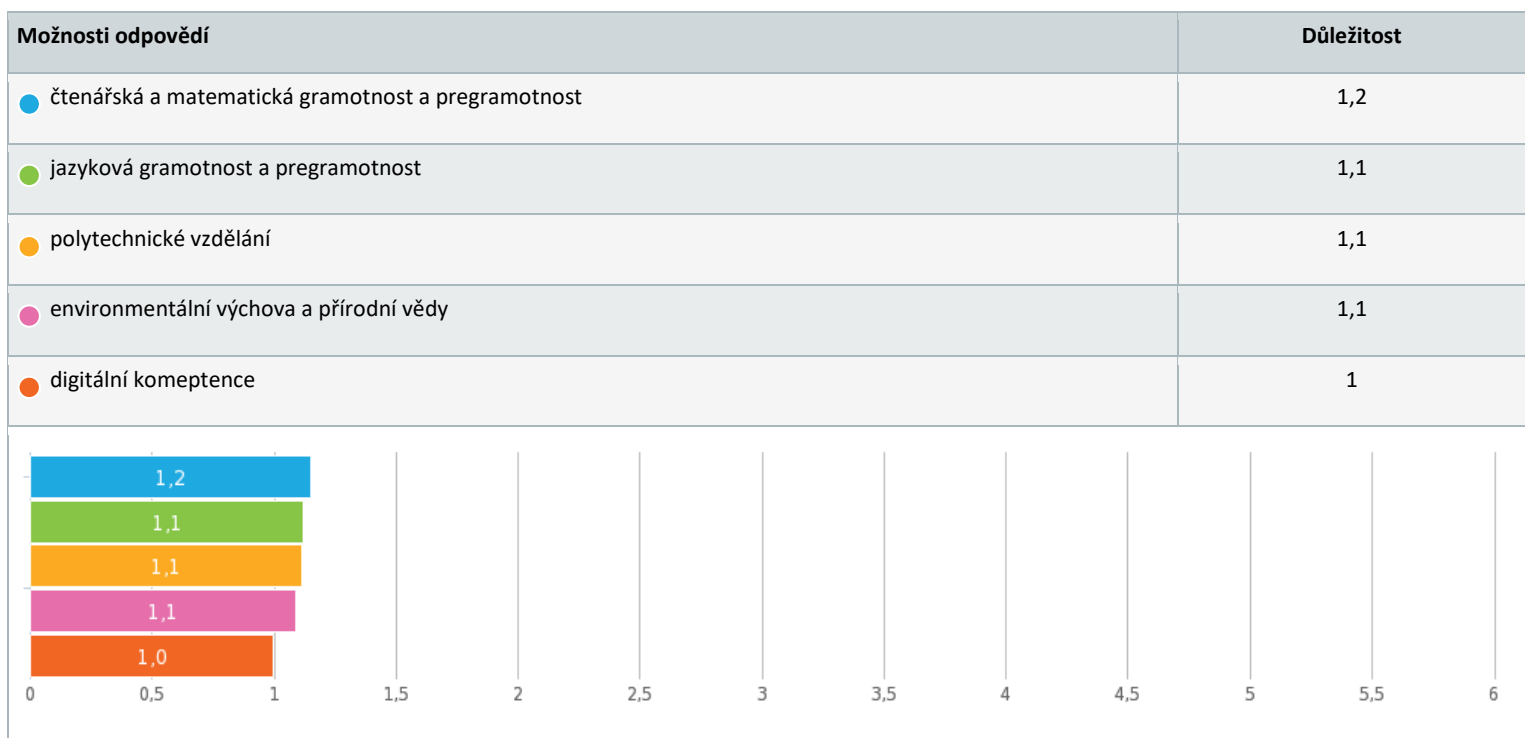 Možnosti odpovědí Důležitost
čtenářská a matematická gramotnost a pregramotnost 1,2
jazyková gramotnost a pregramotnost 1,1
polytechnické vzdělání 1,1
environmentální výchova a přírodní vědy 1,1
digitální komeptence 1
1,2
1,1
1,1
1,1
1,0
0 0,5 1 1,5 2 2,5 3 3,5 4 4,5 5 5,5 6